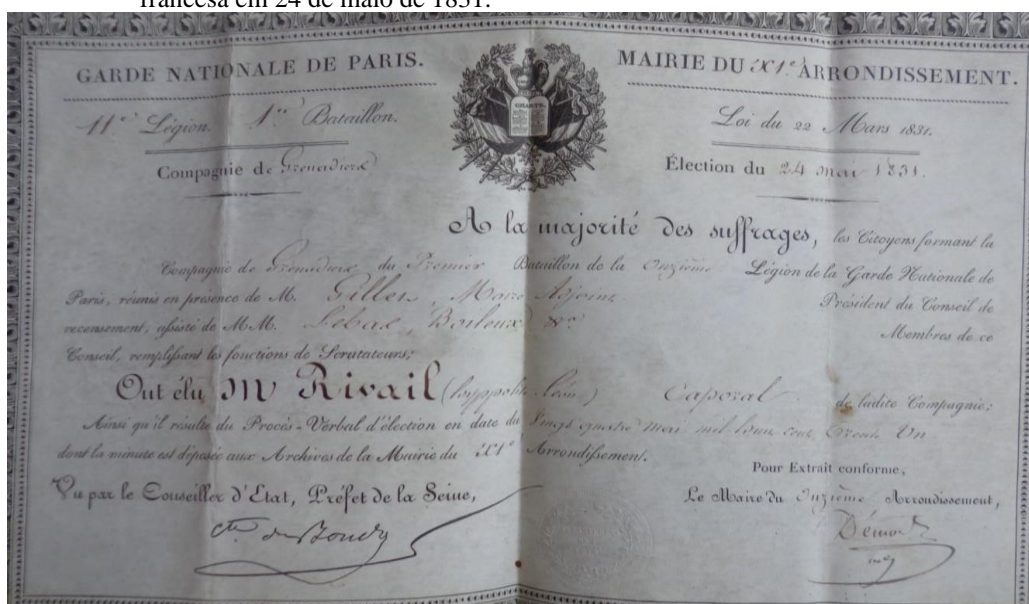 francesa em 24 de maio de 1831.
GARDE NATIONALE DE PARIS.
11e Légion. 1er Bataillon.
Compagnie de Grenadiers
CHARTE
MAIRIE DU XIe ARRONDISSEMENT.
Loi du 22 Mars 1831.
Élection du 24 mai 1831.
A la majorité des suffrages, les Citoyens formant la
Compagnie de Grenadiers du Premier Bataillon de la Onzième Légion de la Garde Nationale de
Paris, réunis en présence de M. Gilles, Maire Adjoint Président du Conseil de
recensement, assisté de MM. Lebas, Membres de ce
Conseil, remplissant les fonctions de Scrutateurs;
Ont élu M Rivail (hyppolite Léon) Caporal de ladite Compagnie;
Ainsi qu'il résulte du Procès-Verbal d'élection en date du Vingt quatre mai mil huit cent trente Un
dont la minute est déposée aux Archives de la Mairie du XIe Arrondissement.
Pour Extrait conforme,
Vu par le Conseiller d'Etat, Préfet de la Seine,
Le Maire du Onzième Arrondissement,
cte de Bondy